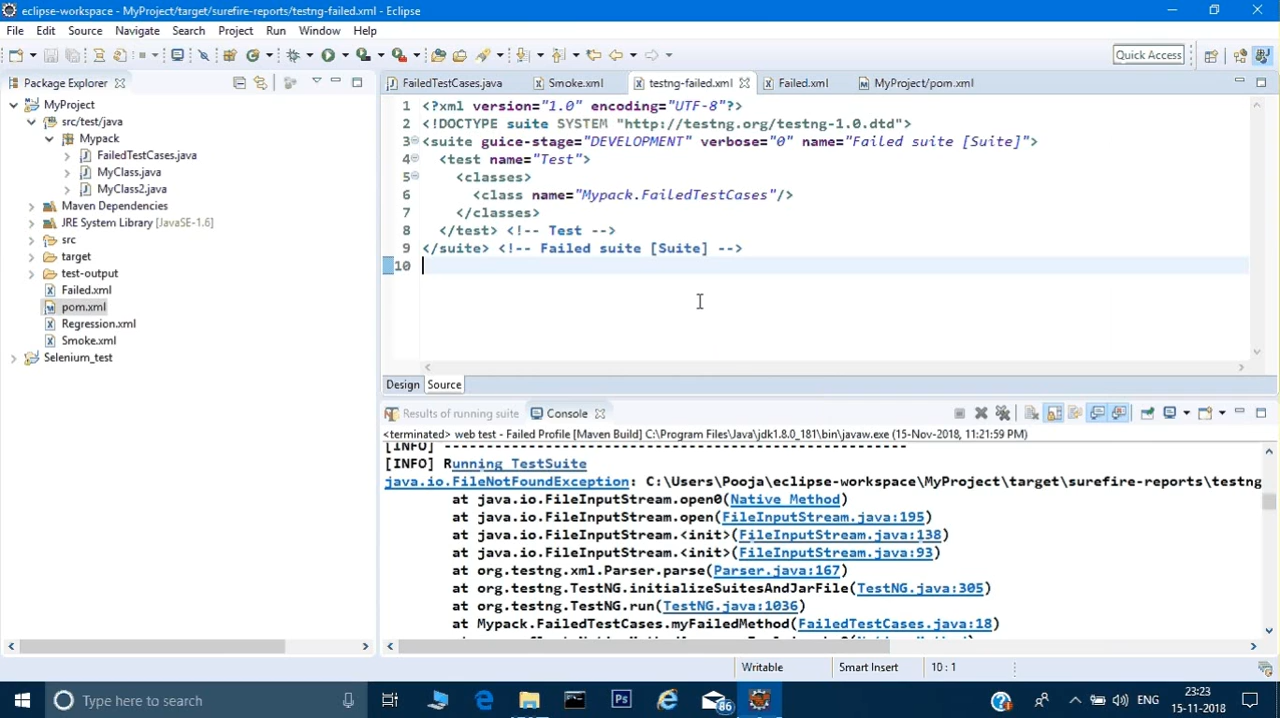 eclipse-workspace - MyProject/target/surefire-reports/testng-failed.xml - Eclipse
File Edit Source Navigate Search Project Run Window Help
Quick Access
Package Explorer
MyProject
src/test/java
Mypack
FailedTestCases.java
MyClass.java
MyClass2.java
Maven Dependencies
JRE System Library [JavaSE-1.6]
src
target
test-output
Failed.xml
pom.xml
Regression.xml
Smoke.xml
Selenium_test
FailedTestCases.java Smoke.xml testng-failed.xml Failed.xml MyProject/pom.xml
1 <?xml version="1.0" encoding="UTF-8"?>
2 <!DOCTYPE suite SYSTEM "http://testng.org/testng-1.0.dtd">
3 <suite guice-stage="DEVELOPMENT" verbose="0" name="Failed suite [Suite]">
4 <test name="Test">
5 <classes>
6 <class name="Mypack.FailedTestCases"/>
7 </classes>
8 </test> <!-- Test -->
9 </suite> <!-- Failed suite [Suite] -->
10
Design Source
Results of running suite Console
<terminated> web test - Failed Profile [Maven Build] C:\Program Files\Java\jdk1.8.0_181\bin\javaw.exe (15-Nov-2018, 11:21:59 PM)
[INFO] -------------------------------------------------------
[INFO] Running TestSuite
java.io.FileNotFoundException: C:\Users\Pooja\eclipse-workspace\MyProject\target\surefire-reports\testng
at java.io.FileInputStream.open0(Native Method)
at java.io.FileInputStream.open(FileInputStream.java:195)
at java.io.FileInputStream.<init>(FileInputStream.java:138)
at java.io.FileInputStream.<init>(FileInputStream.java:93)
at org.testng.xml.Parser.parse(Parser.java:167)
at org.testng.TestNG.initializeSuitesAndJarFile(TestNG.java:305)
at org.testng.TestNG.run(TestNG.java:1036)
at Mypack.FailedTestCases.myFailedMethod(FailedTestCases.java:18)
Writable Smart Insert 10 : 1
Type here to search
Ps
86
ENG
23:23
15-11-2018